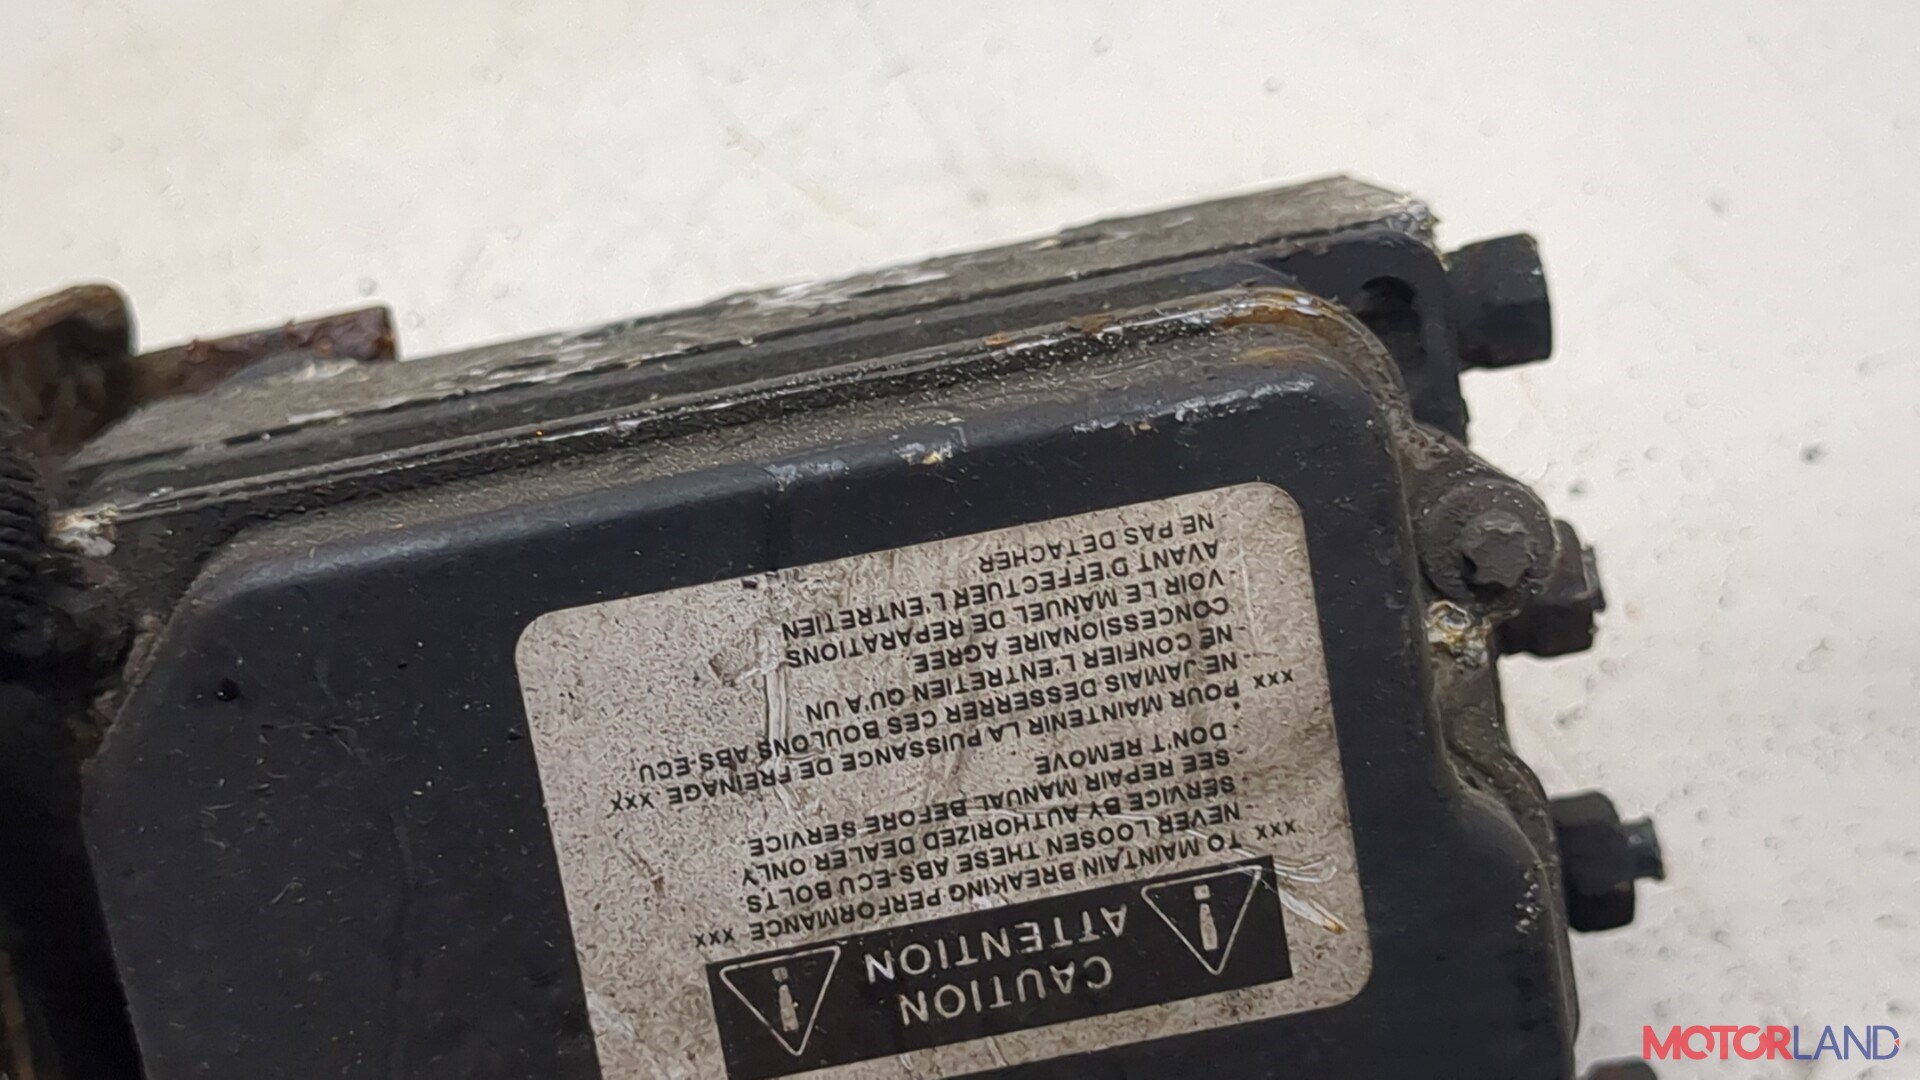 CAUTION
ATTENTION
xxx TO MAINTAIN BREAKING PERFORMANCE xxx
- NEVER LOOSEN THESE ABS-ECU BOLTS.
- SERVICE BY AUTHORIZED DEALER ONLY.
- SEE REPAIR MANUAL BEFORE SERVICE
- DON'T REMOVE .
xxx POUR MAINTENIR LA PUISSANCE DE FREINAGE xxx
- NE JAMAIS DESSERRER CES BOULONS ABS-ECU
- NE CONFIER L'ENTRETIEN QU'A UN
CONCESSIONAIRE AGREE.
- VOIR LE MANUEL DE REPARATIONS
AVANT D'EFFECTUER L'ENTRETIEN
- NE PAS DETACHER
MOTORLAND